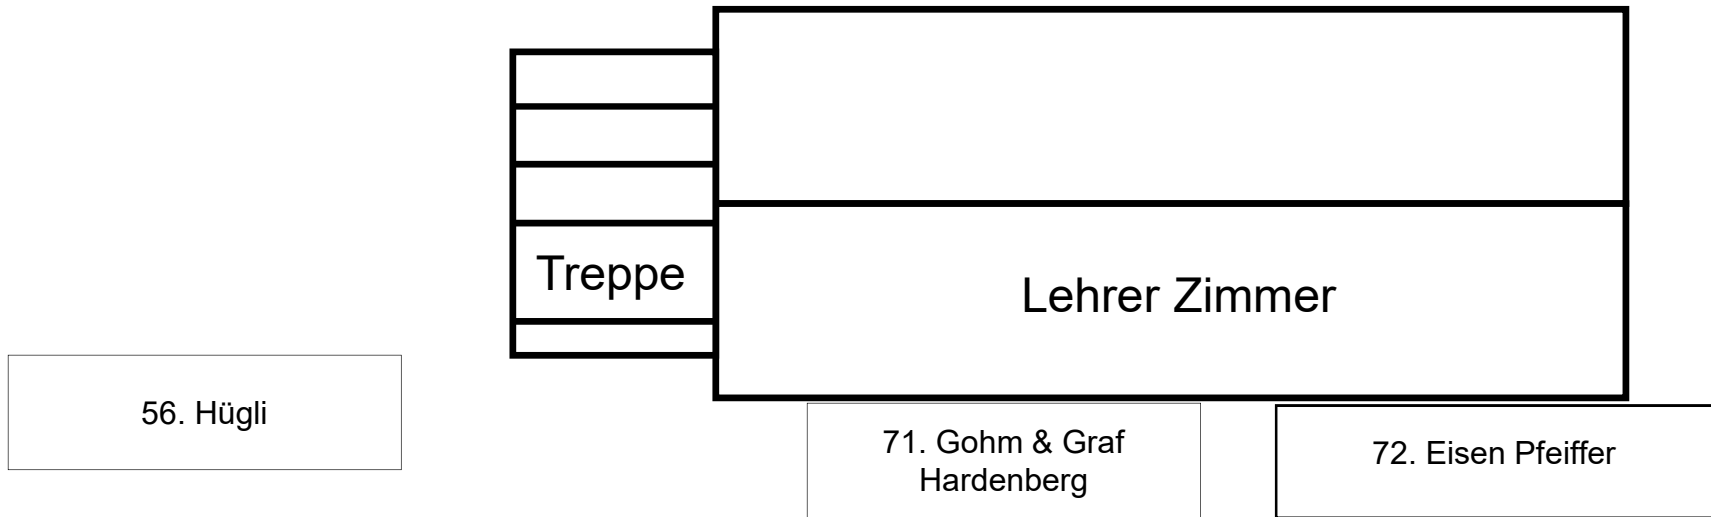 Treppe
Lehrer Zimmer
56. Hügli
71. Gohm & Graf
Hardenberg
72. Eisen Pfeiffer